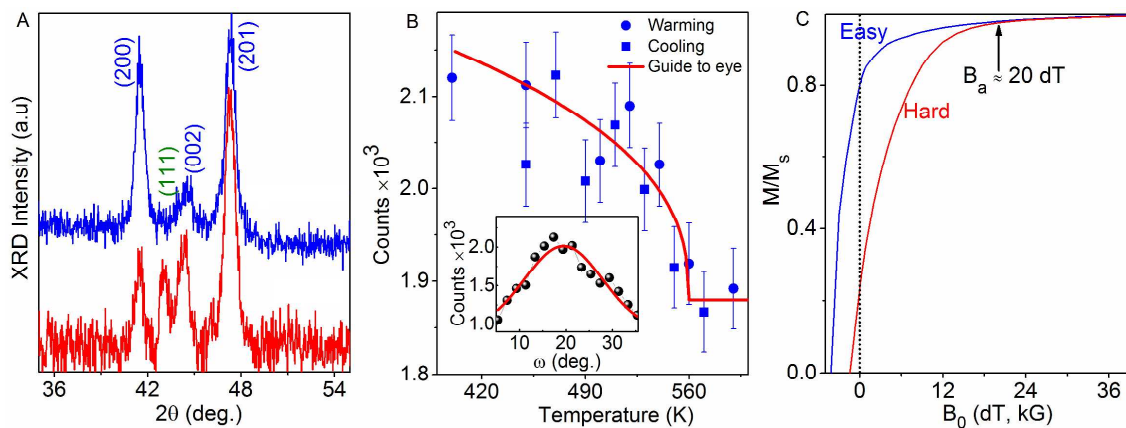 A
(200)
(111)
(002)
(201)
XRD Intensity (a.u)
36
42
48
54
2θ (deg.)
B
Warming
Cooling
Guide to eye
2.1
2.0
1.9
1.8
Counts ×10³
420
490
560
Temperature (K)
2.0
1.5
1.0
Counts ×10³
10
20
30
ω (deg.)
C
Easy
Hard
Bₐ ≈ 20 dT
0.8
0.4
0.0
M/Mₛ
0
12
24
36
B₀ (dT, kG)